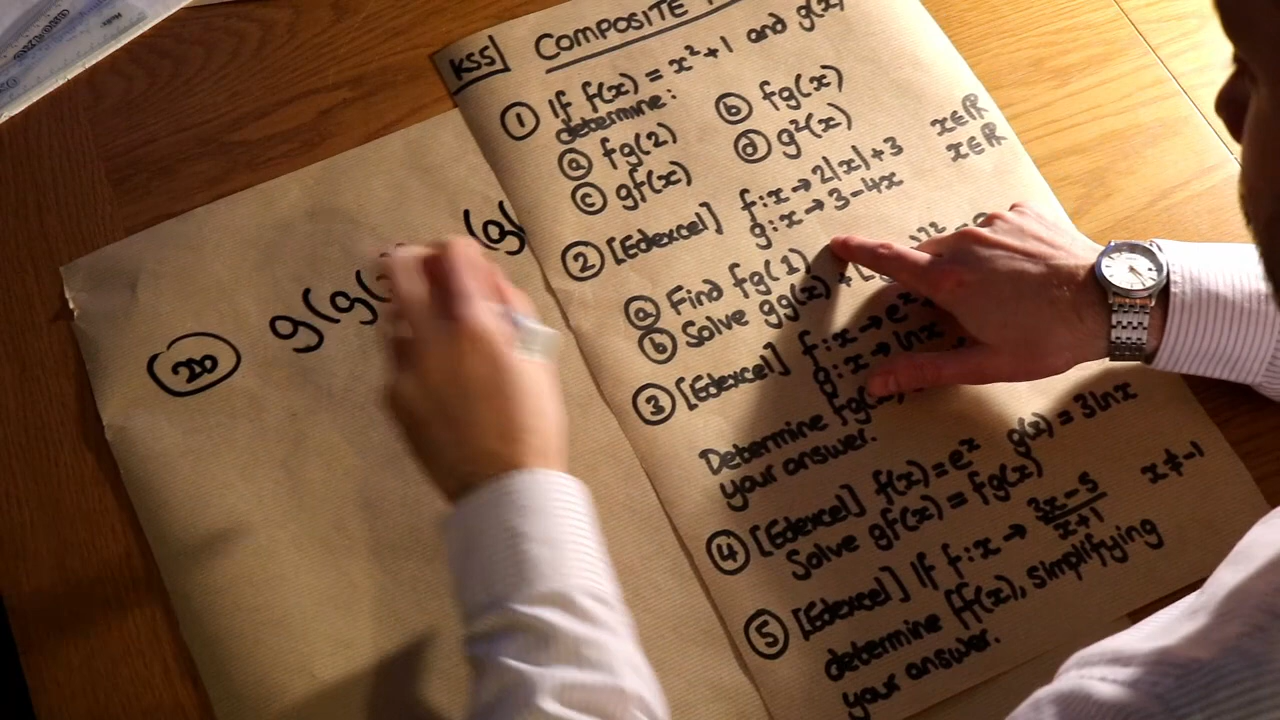 KSS COMPOSITE
① If f(x) = x² + 1 and g(x)
determine:
ⓐ fg(2) ⓑ fg(x)
ⓒ gf(x) ⓓ g²(x)
② [Edexcel] f: x → 2|x| + 3 x ∈ ℝ
g: x → 3 - 4x x ∈ ℝ
ⓐ Find fg(1)
ⓑ Solve gg(x) +
③ [Edexcel] f: x →
g: x → ln x
Determine fg(x)
your answer.
④ [Edexcel] f(x) = eˣ g(x) = 3 ln x
Solve gf(x) = fg(x)
⑤ [Edexcel] If f: x → (3x - 5)/(x + 1) x ≠ -1
determine ff(x), simplifying
your answer.
2b g(g( (g(